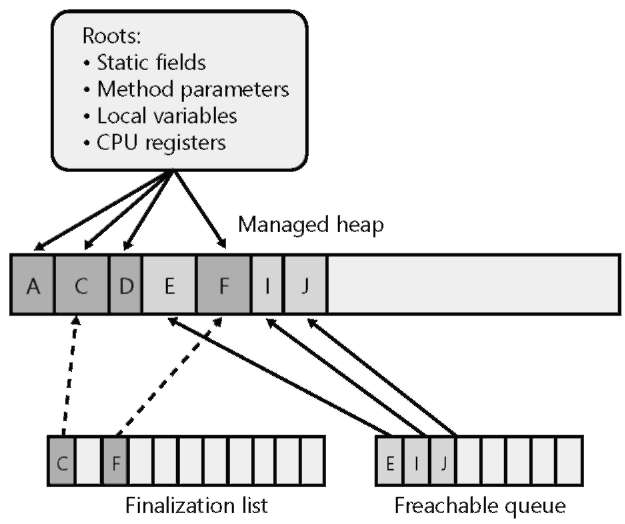 Roots:
• Static fields
• Method parameters
• Local variables
• CPU registers
Managed heap
A C D E F I J
C F
E I J
Finalization list
Freachable queue